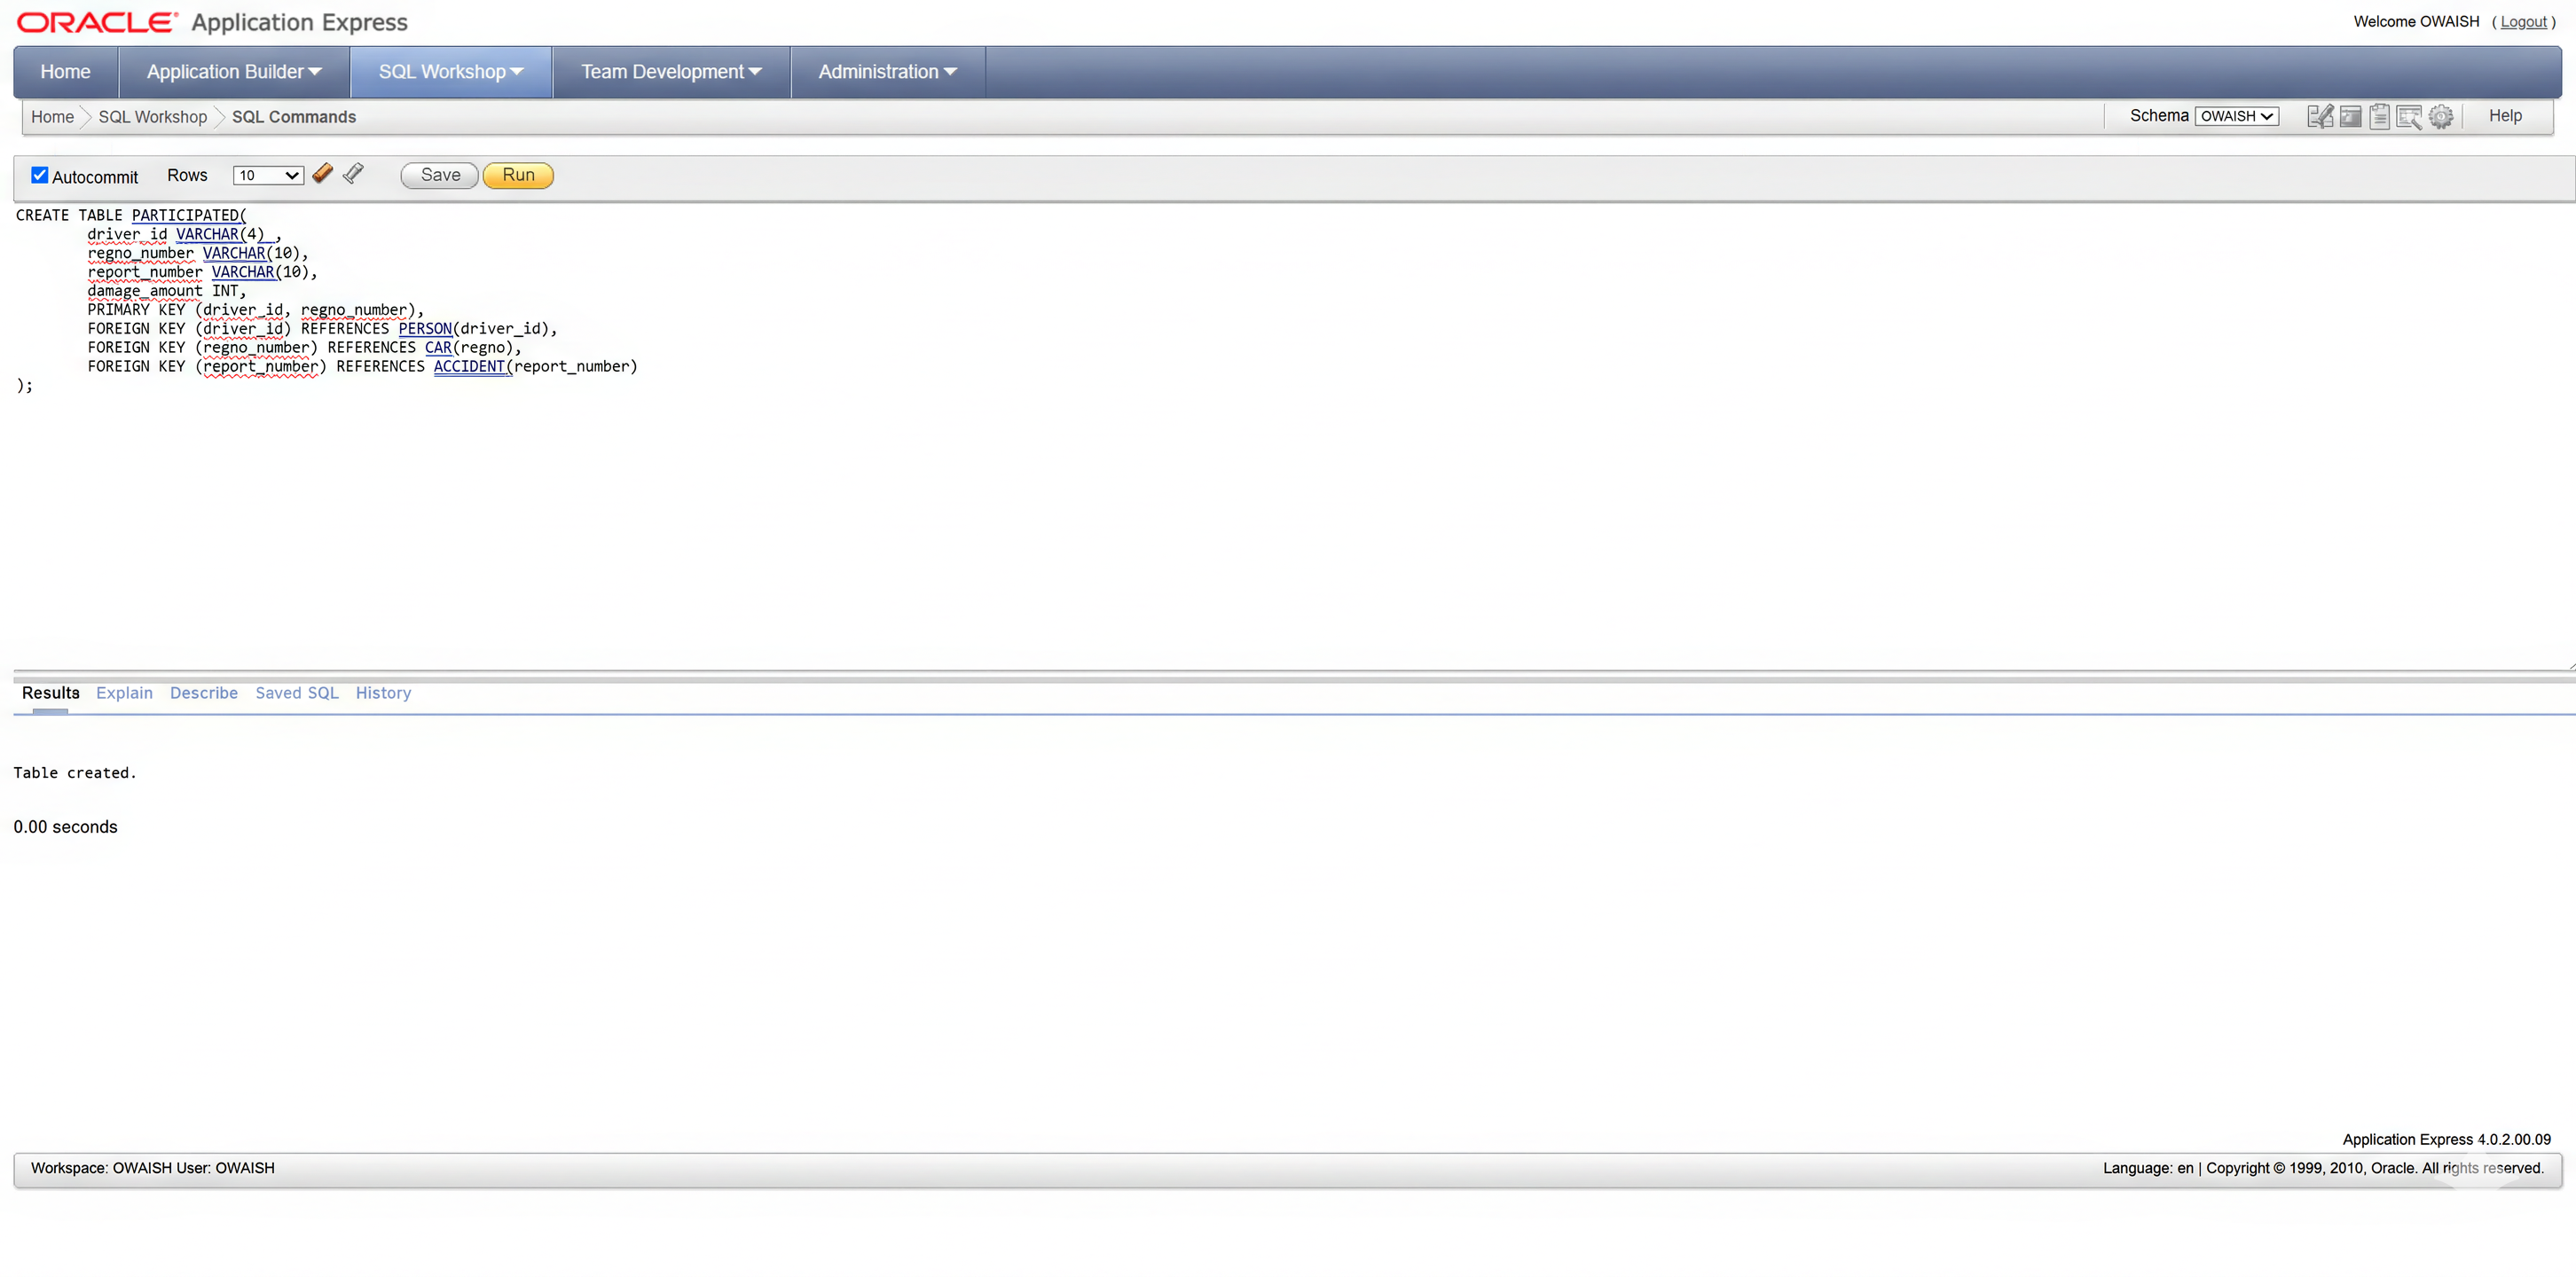 ORACLE® Application Express
Welcome OWAISH ( Logout )
Home Application Builder SQL Workshop Team Development Administration
Home SQL Workshop SQL Commands
Schema OWAISH Help
Autocommit Rows 10 Save Run
CREATE TABLE PARTICIPATED(
driver_id VARCHAR(4) ,
regno_number VARCHAR(10),
report_number VARCHAR(10),
damage_amount INT,
PRIMARY KEY (driver_id, regno_number),
FOREIGN KEY (driver_id) REFERENCES PERSON(driver_id),
FOREIGN KEY (regno_number) REFERENCES CAR(regno),
FOREIGN KEY (report_number) REFERENCES ACCIDENT(report_number)
);
Results Explain Describe Saved SQL History
Table created.
0.00 seconds
Application Express 4.0.2.00.09
Workspace: OWAISH User: OWAISH
Language: en | Copyright © 1999, 2010, Oracle. All rights reserved.